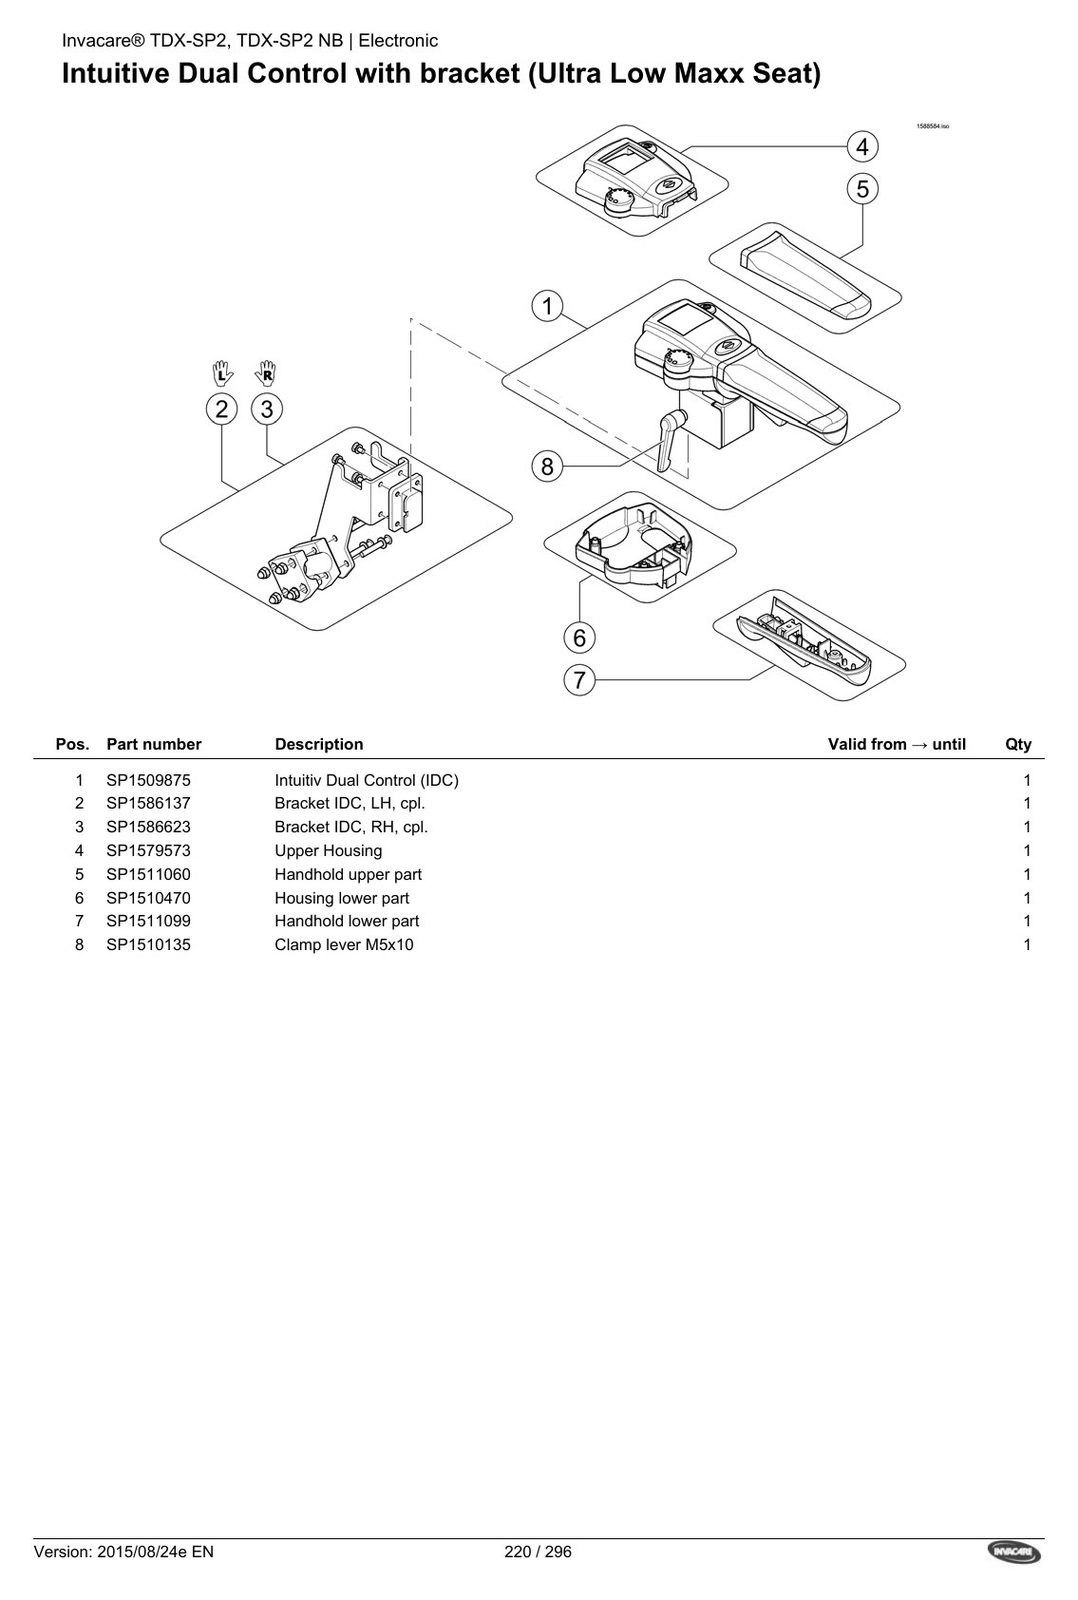 Invacare® TDX-SP2, TDX-SP2 NB | Electronic
Intuitive Dual Control with bracket (Ultra Low Maxx Seat)
1588584.iso
4
5
1
L R
2 3
8
6
7
Pos. Part number Description Valid from → until Qty
1 SP1509875 Intuitiv Dual Control (IDC) 1
2 SP1586137 Bracket IDC, LH, cpl. 1
3 SP1586623 Bracket IDC, RH, cpl. 1
4 SP1579573 Upper Housing 1
5 SP1511060 Handhold upper part 1
6 SP1510470 Housing lower part 1
7 SP1511099 Handhold lower part 1
8 SP1510135 Clamp lever M5x10 1
Version: 2015/08/24e EN 220 / 296 INVACARE